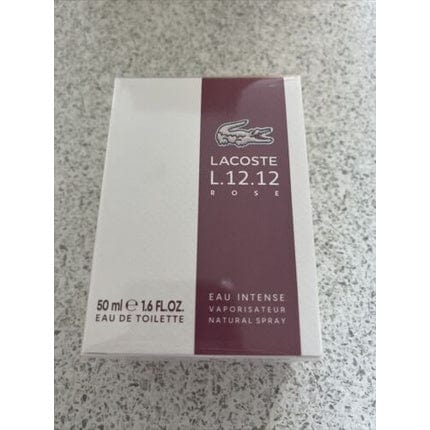 LACOSTE
L.12.12
ROSE
50 ml e 1.6 FL.OZ.
EAU DE TOILETTE
EAU INTENSE
VAPORISATEUR
NATURAL SPRAY